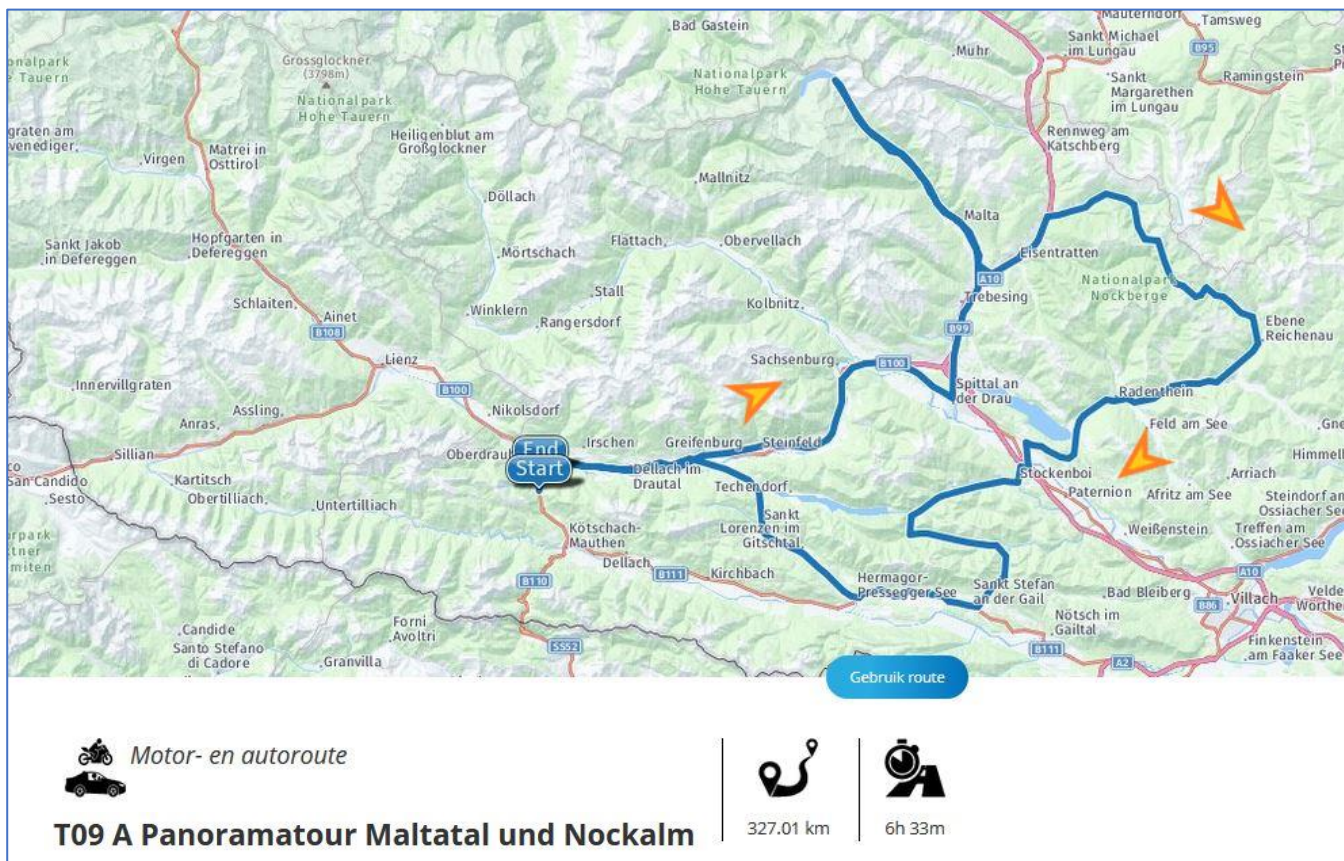 Bad Gastein
Mauterndorf
Tamsweg
Grossglockner
(3798m)
Nationalpark
Hohe Tauern
Muhr
Sankt Michael
im Lungau
B95
Ramingstein
Nationalpark
Hohe Tauern
Sankt
Margarethen
im Lungau
Heiligenblut am
Großglockner
Rennweg am
Katschberg
Virgen
Matrei in
Osttirol
Mallnitz
Döllach
Malta
Sankt Jakob
in Defereggen
Hopfgarten in
Defereggen
Mörtschach
Flattach
Obervellach
Eisentratten
A10
Nationalpark
Nockberge
Stall
Kolbnitz
Trebesing
Schlaiten
Ainet
Winklern
Rangersdorf
B108
B99
Ebene
Reichenau
Lienz
Sachsenburg
B100
Innervillgraten
B100
Spittal an
der Drau
Radenthein
Assling
Nikolsdorf
Feld am See
Anras
End
Start
Irschen
Greifenburg
Steinfeld
Sillian
Oberdrau
Dellach im
Drautal
Stockenboi
Arriach
San Candido
Sesto
Kartitsch
Obertilliach
Untertilliach
Techendorf
Paternion
Afritz am See
Steindorf am
Ossiacher See
Kötschach-
Mauthen
Sankt
Lorenzen im
Gitschtal
Weißenstein
Treffen am
Ossiacher See
Dellach
B111
Kirchbach
B110
Hermagor-
Pressegger See
Sankt Stefan
an der Gail
Bad Bleiberg
A10
Villach
B86
Candide
Santo Stefano
di Cadore
Forni
Avoltri
Nötsch im
Gailtal
SS52
Granvilla
B111
A2
Finkenstein
am Faaker See
Gebruik route
Motor- en autoroute
T09 A Panoramatour Maltatal und Nockalm
327.01 km
6h 33m